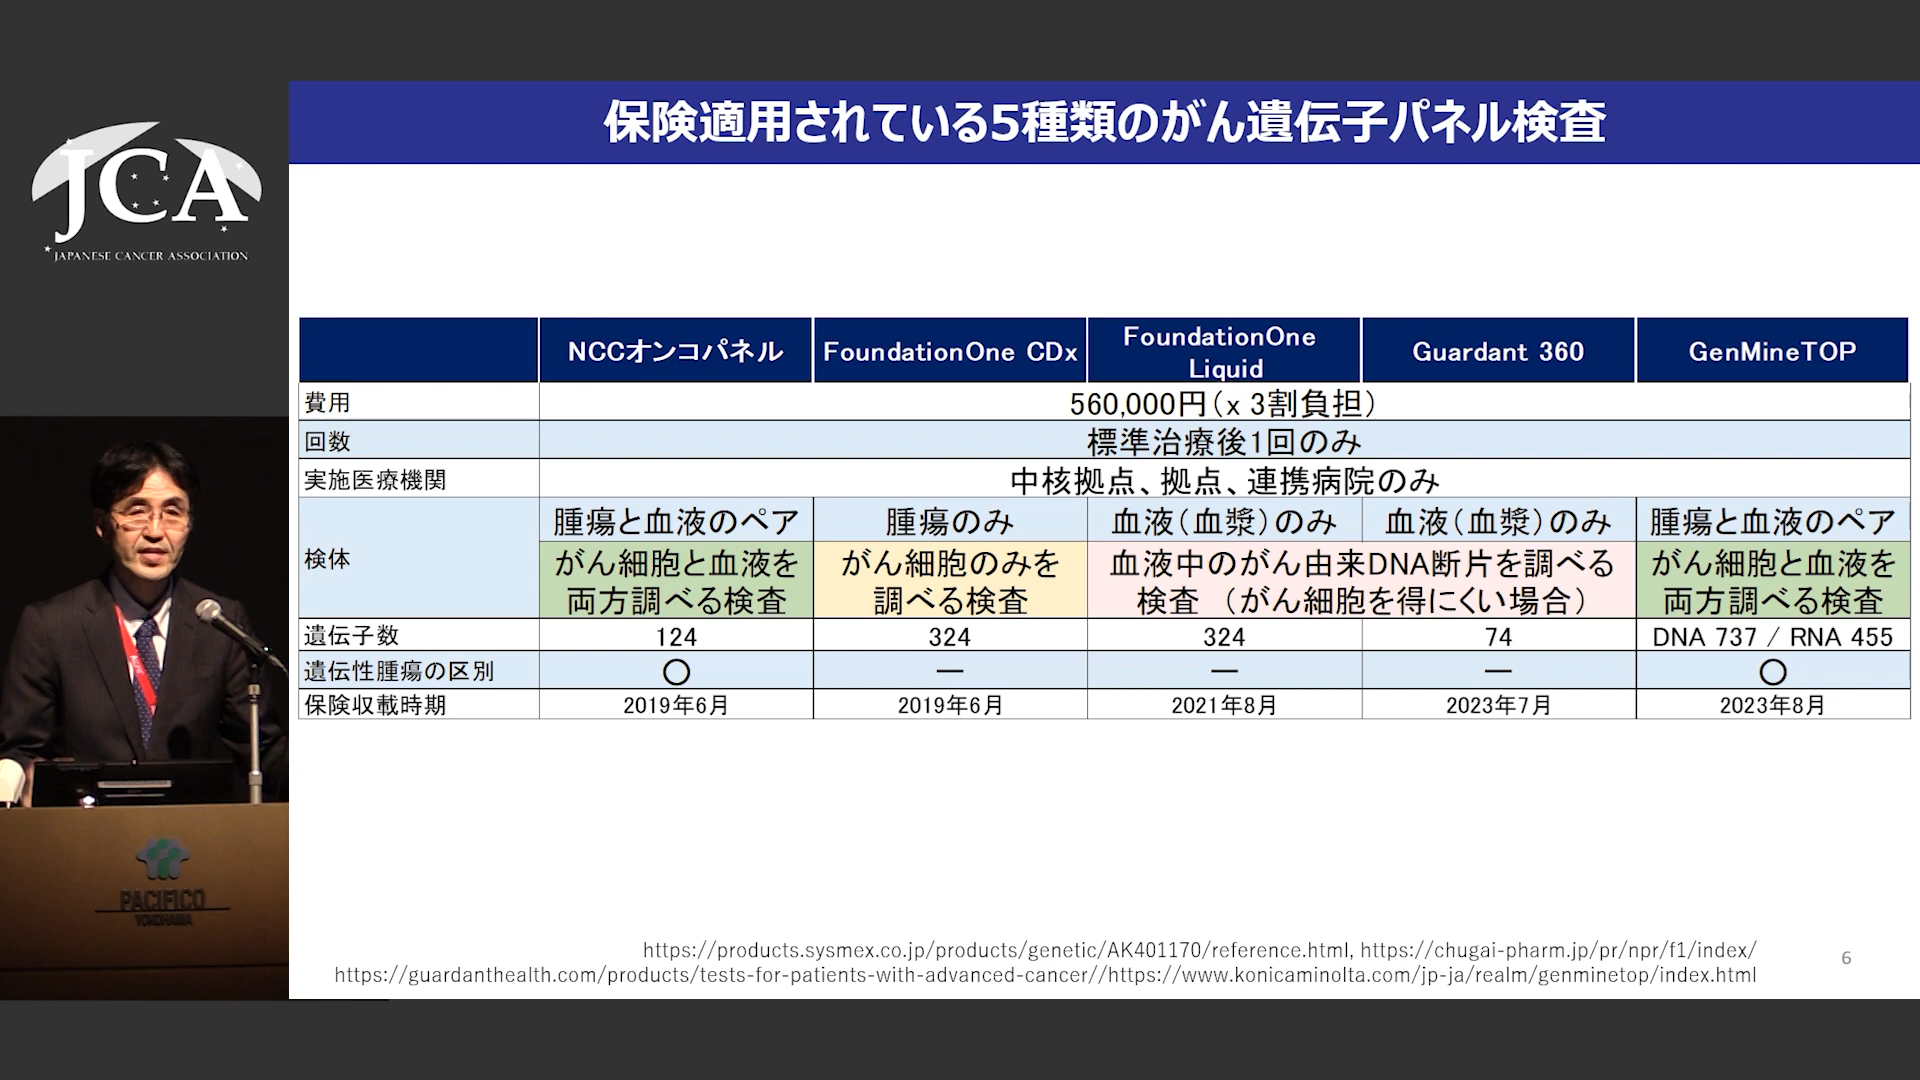 保険適用されている5種類のがん遺伝子パネル検査
JCA
JAPANESE CANCER ASSOCIATION
NCCオンコパネル
FoundationOne CDx
FoundationOne
Liquid
Guardant 360
GenMineTOP
費用
560,000円(x 3割負担)
回数
標準治療後1回のみ
実施医療機関
中核拠点、拠点、連携病院のみ
検体
腫瘍と血液のペア
腫瘍のみ
血液(血漿)のみ
血液(血漿)のみ
腫瘍と血液のペア
がん細胞と血液を
両方調べる検査
がん細胞のみを
調べる検査
血液中のがん由来DNA断片を調べる
検査 (がん細胞を得にくい場合)
がん細胞と血液を
両方調べる検査
遺伝子数
124
324
324
74
DNA 737 / RNA 455
遺伝性腫瘍の区別
〇
ー
ー
ー
〇
保険収載時期
2019年6月
2019年6月
2021年8月
2023年7月
2023年8月
PACIFICO
YOKOHAMA
https://products.sysmex.co.jp/products/genetic/AK401170/reference.html, https://chugai-pharm.jp/pr/npr/f1/index/
https://guardanthealth.com/products/tests-for-patients-with-advanced-cancer//https://www.konicaminolta.com/jp-ja/realm/genminetop/index.html
6